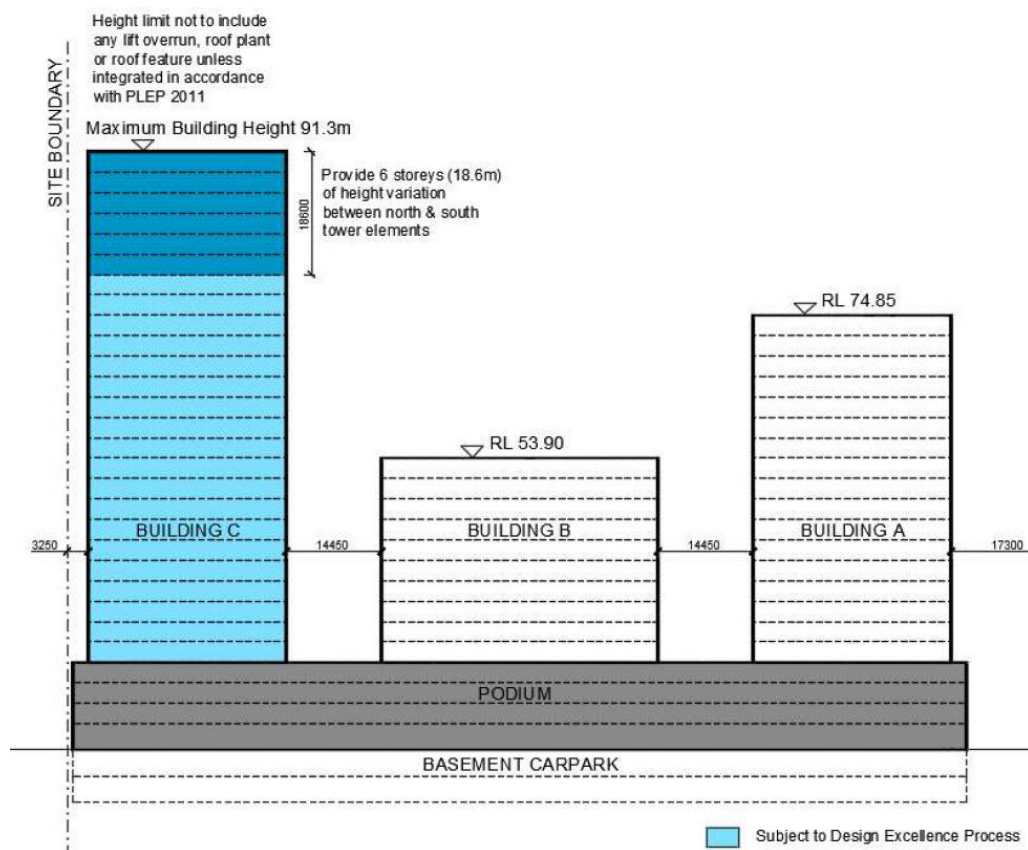 Height limit not to include
any lift overrun, roof plant
or roof feature unless
integrated in accordance
with PLEP 2011
SITE BOUNDARY
Maximum Building Height 91.3m
Provide 6 storeys (18.6m)
of height variation
between north & south
tower elements
18600
RL 74.85
RL 53.90
BUILDING C
BUILDING B
BUILDING A
3250
14450
14450
17300
PODIUM
BASEMENT CARPARK
Subject to Design Excellence Process